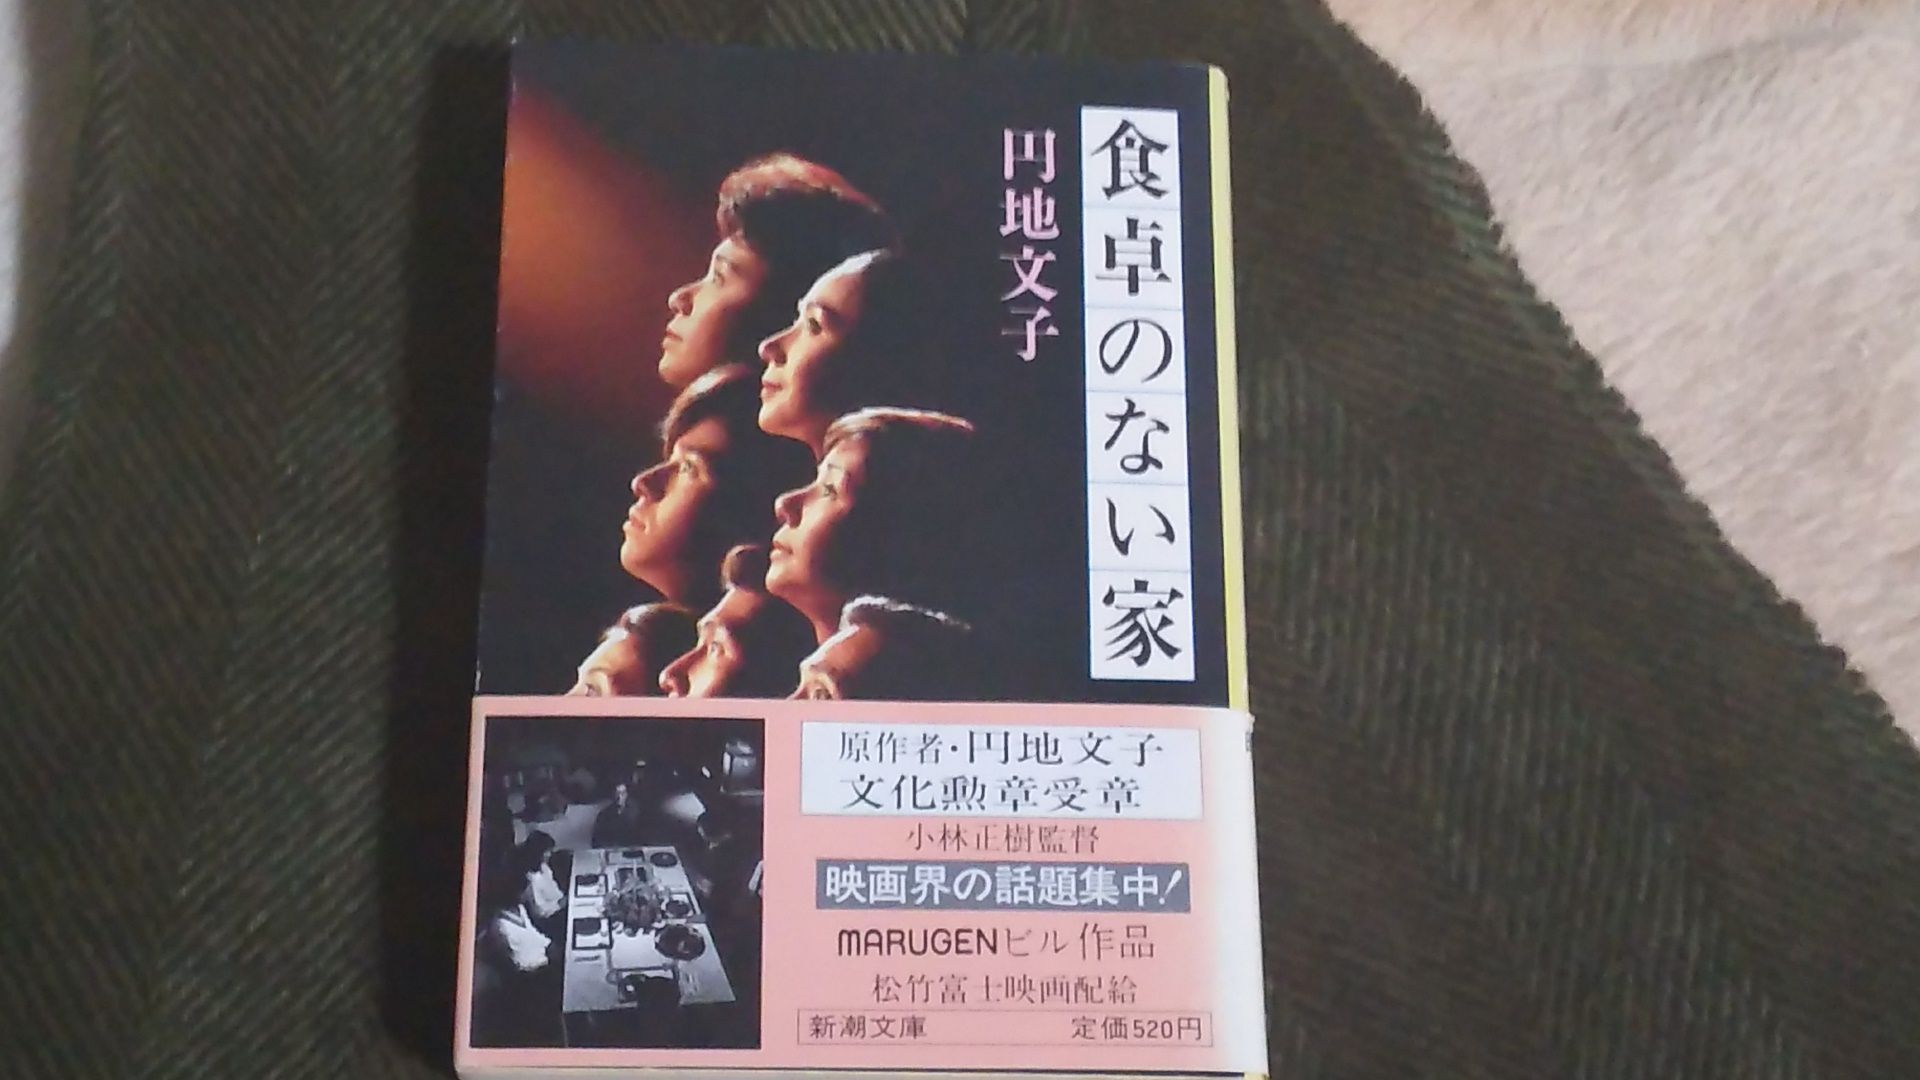 食卓のない家
円地文子
原作者・円地文子
文化勲章受章
小林正樹監督
映画界の話題集中!
MARUGENビル作品
松竹富士映画配給
新潮文庫 定価520円